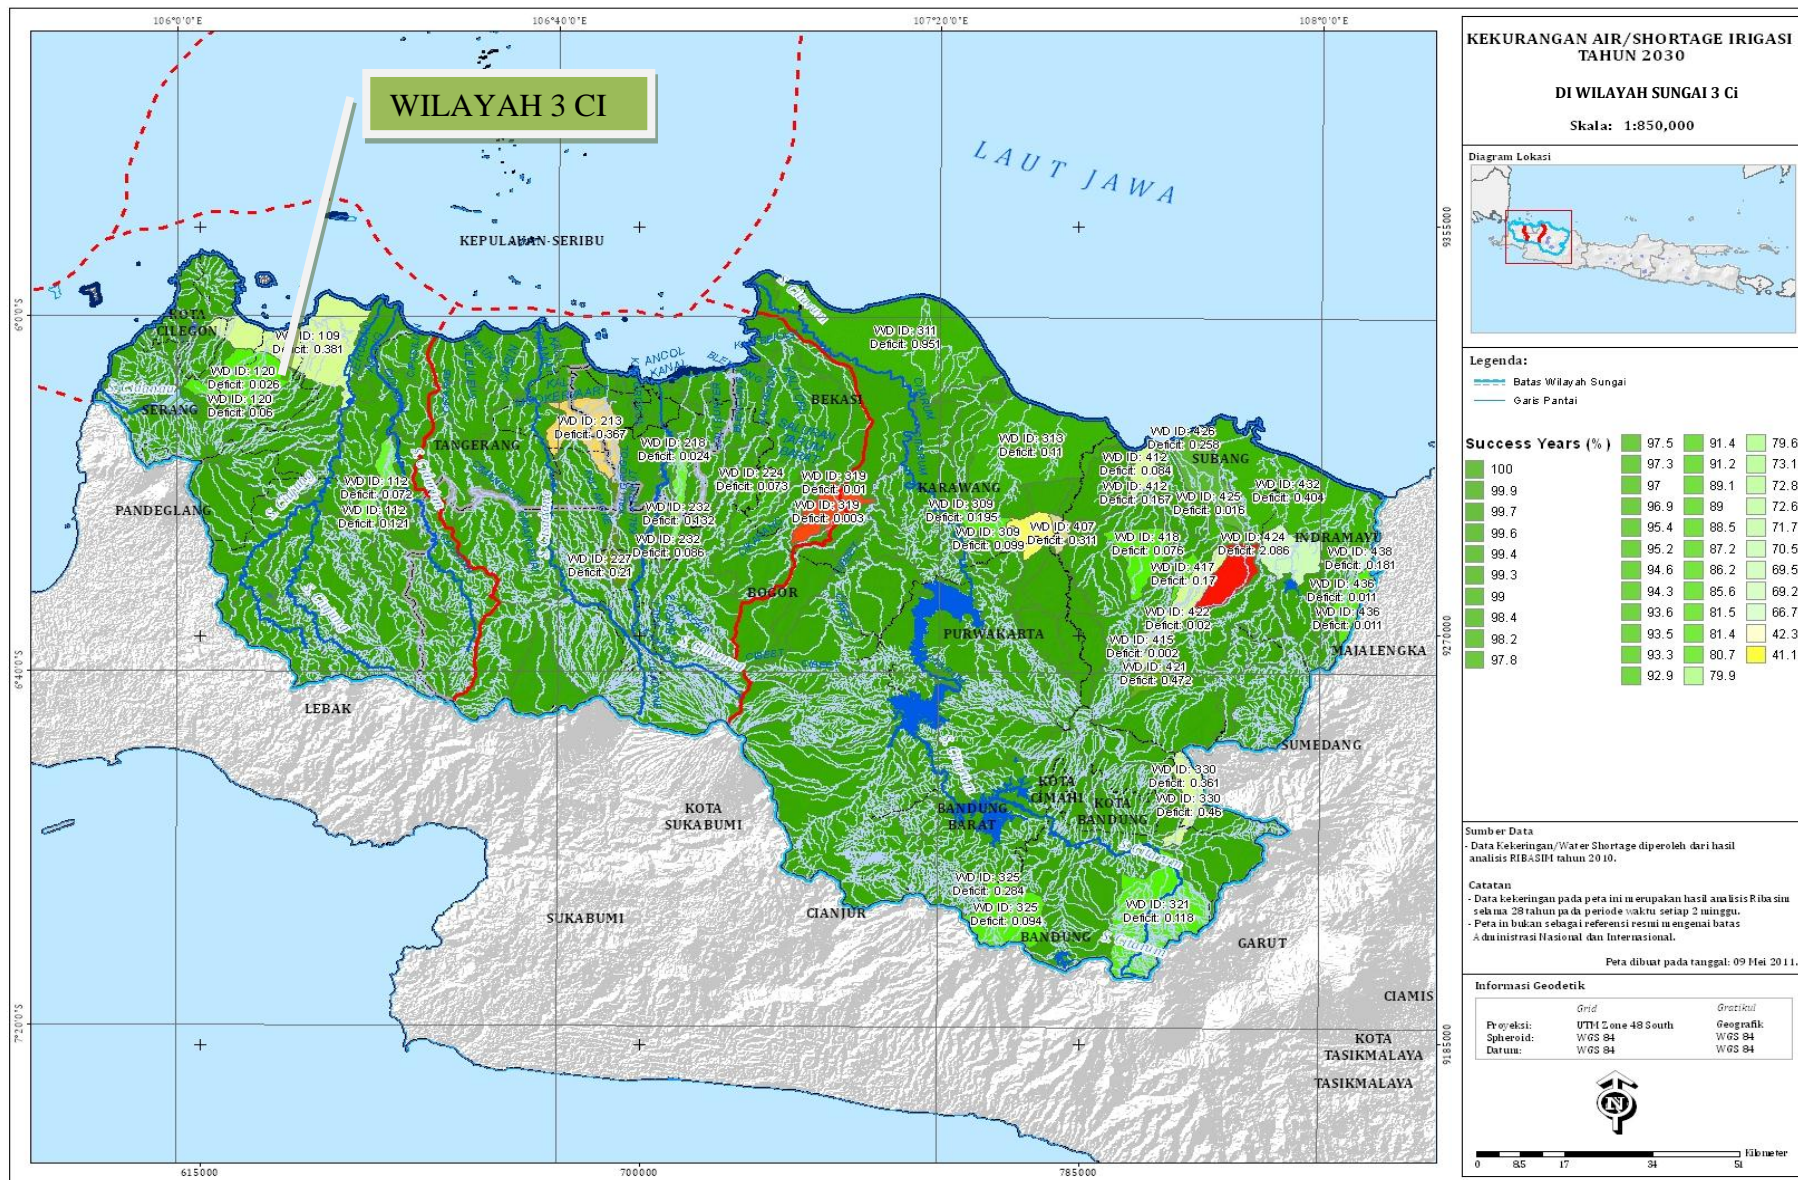 106°0'0"E
106°40'0"E
107°20'0"E
108°0'0"E
WILAYAH 3 CI
LAUT JAWA
KEPULAUAN SERIBU
9355000
6°0'0"S
KOTA
CILEGON
WD ID: 109
Deficit: 0.381
WD ID: 120
Deficit: 0.026
WD ID: 120
Deficit: 0.06
SERANG
PANDEGLANG
TANGERANG
WD ID: 112
Deficit: 0.072
WD ID: 112
Deficit: 0.121
WD ID: 213
Deficit: 0.367
WD ID: 218
Deficit: 0.024
WD ID: 224
Deficit: 0.073
WD ID: 232
Deficit: 0.132
WD ID: 232
Deficit: 0.086
WD ID: 227
Deficit: 0.21
ANCOL
KANAL
BEKASI
SALURAN
TARUM
BARAT
WD ID: 311
Deficit: 0.951
WD ID: 319
Deficit: 0.01
WD ID: 319
Deficit: 0.003
WD ID: 313
Deficit: 0.11
KARAWANG
WD ID: 309
Deficit: 0.195
WD ID: 309
Deficit: 0.099
WD ID: 407
Deficit: 0.311
WD ID: 426
Deficit: 0.258
SUBANG
WD ID: 412
Deficit: 0.084
WD ID: 412
Deficit: 0.167
WD ID: 425
Deficit: 0.016
WD ID: 432
Deficit: 0.404
WD ID: 418
Deficit: 0.076
WD ID: 424
Deficit: 2.086
INDRAMAYU
WD ID: 438
Deficit: 0.181
WD ID: 417
Deficit: 0.17
WD ID: 436
Deficit: 0.011
WD ID: 436
Deficit: 0.011
WD ID: 422
Deficit: 0.02
WD ID: 415
Deficit: 0.002
WD ID: 421
Deficit: 0.472
9270000
BOGOR
PURWAKARTA
MAJALENGKA
6°40'0"S
LEBAK
CIBEET
SUMEDANG
WD ID: 330
Deficit: 0.361
WD ID: 330
Deficit: 0.46
KOTA
CIMAHI
KOTA
BANDUNG
BANDUNG
BARAT
KOTA
SUKABUMI
S. Citarum
WD ID: 325
Deficit: 0.284
WD ID: 325
Deficit: 0.094
WD ID: 321
Deficit: 0.118
SUKABUMI
CIANJUR
BANDUNG
GARUT
CIAMIS
7°20'0"S
9185000
KOTA
TASIKMALAYA
TASIKMALAYA
615000
700000
785000
KEKURANGAN AIR/SHORTAGE IRIGASI
TAHUN 2030
DI WILAYAH SUNGAI 3 Ci
Skala: 1:850,000
Diagram Lokasi
Legenda:
Batas Wilayah Sungai
Garis Pantai
Success Years (%)
100
99.9
99.7
99.6
99.4
99.3
99
98.4
98.2
97.8
97.5
97.3
97
96.9
95.4
95.2
94.6
94.3
93.6
93.5
93.3
92.9
91.4
91.2
89.1
89
88.5
87.2
86.2
85.6
81.5
81.4
80.7
79.9
79.6
73.1
72.8
72.6
71.7
70.5
69.5
69.2
66.7
42.3
41.1
Sumber Data
- Data Kekeringan/Water Shortage diperoleh dari hasil
analisis RIBASIM tahun 2010.
Catatan
- Data kekeringan pada peta ini merupakan hasil analisis Ribasim
selama 28 tahun pada periode waktu setiap 2 minggu.
- Peta in bukan sebagai referensi resmi mengenai batas
Administrasi Nasional dan Internasional.
Peta dibuat pada tanggal: 09 Mei 2011.
Informasi Geodetik
Grid Gratikul
Proyeksi: UTM Zone 48 South Geografik
Spheroid: WGS 84 WGS 84
Datum: WGS 84 WGS 84
N
Kilometer
0 8.5 17 34 51